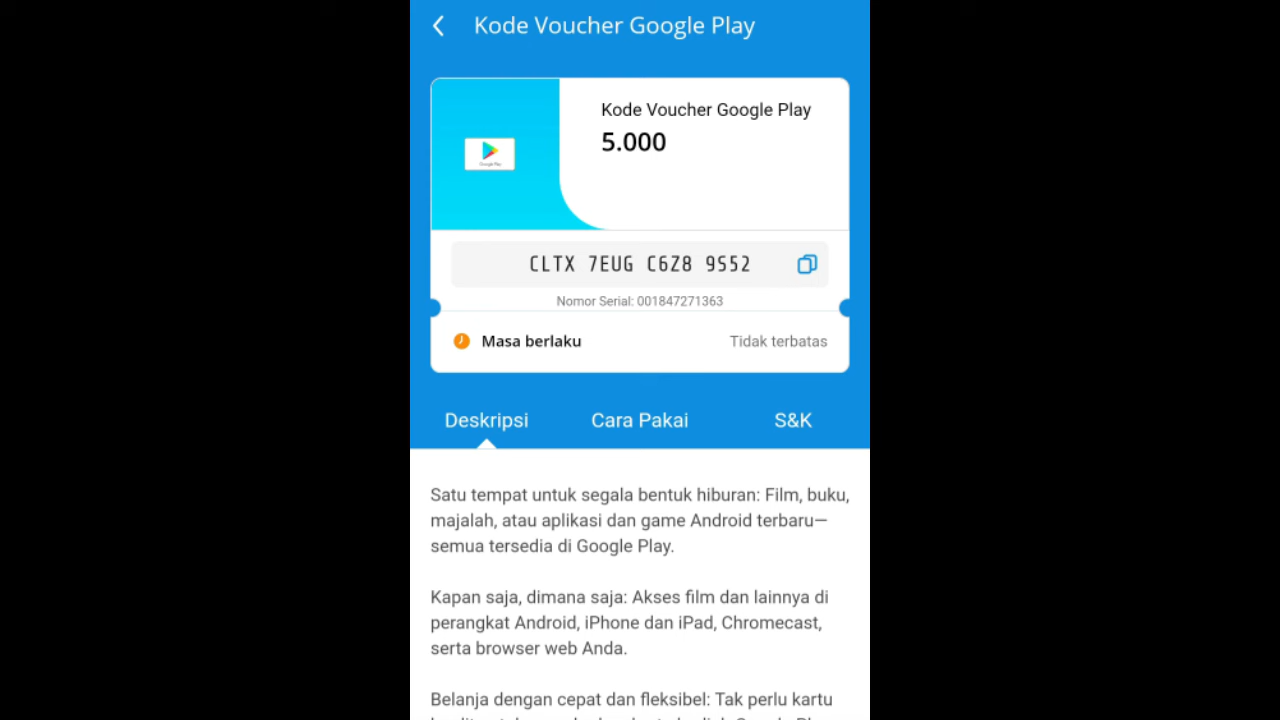 Kode Voucher Google Play
Kode Voucher Google Play
5.000
Google Play
CLTX 7EUG C6Z8 9S52
Nomor Serial: 001847271363
Masa berlaku
Tidak terbatas
Deskripsi
Cara Pakai
S&K
Satu tempat untuk segala bentuk hiburan: Film, buku,
majalah, atau aplikasi dan game Android terbaru—
semua tersedia di Google Play.
Kapan saja, dimana saja: Akses film dan lainnya di
perangkat Android, iPhone dan iPad, Chromecast,
serta browser web Anda.
Belanja dengan cepat dan fleksibel: Tak perlu kartu